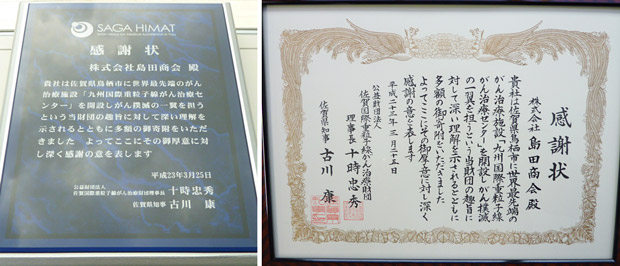 SAGA HIMAT
感謝状
株式会社島田商会 殿
貴社は佐賀県鳥栖市に世界最先端のがん
治療施設「九州国際重粒子線がん治療セ
ンター」を開設しがん撲滅の一翼を担う
という当財団の趣旨に対して深い理解を
示されるとともに多額の御寄附をいただ
きました よってここにその御厚意に対
し深く感謝の意を表します
平成23年3月25日
公益財団法人
佐賀国際重粒子線がん治療財団理事長 十時忠秀
佐賀県知事 古川 康
感謝状
株式会社 島田商会 殿
貴社は佐賀県鳥栖市に世界最先端の
がん治療施設「九州国際重粒子線
がん治療センター」を開設しがん撲滅
の一翼を担うという当財団の趣旨に
対して深い理解を示されるとともに
多額の御寄附をいただきました
よってここにその御厚意に対し深く
感謝の意を表します
平成二十三年三月二十五日
公益財団法人
佐賀国際重粒子線がん治療財団
理事長 十時忠秀
佐賀県知事 古川 康